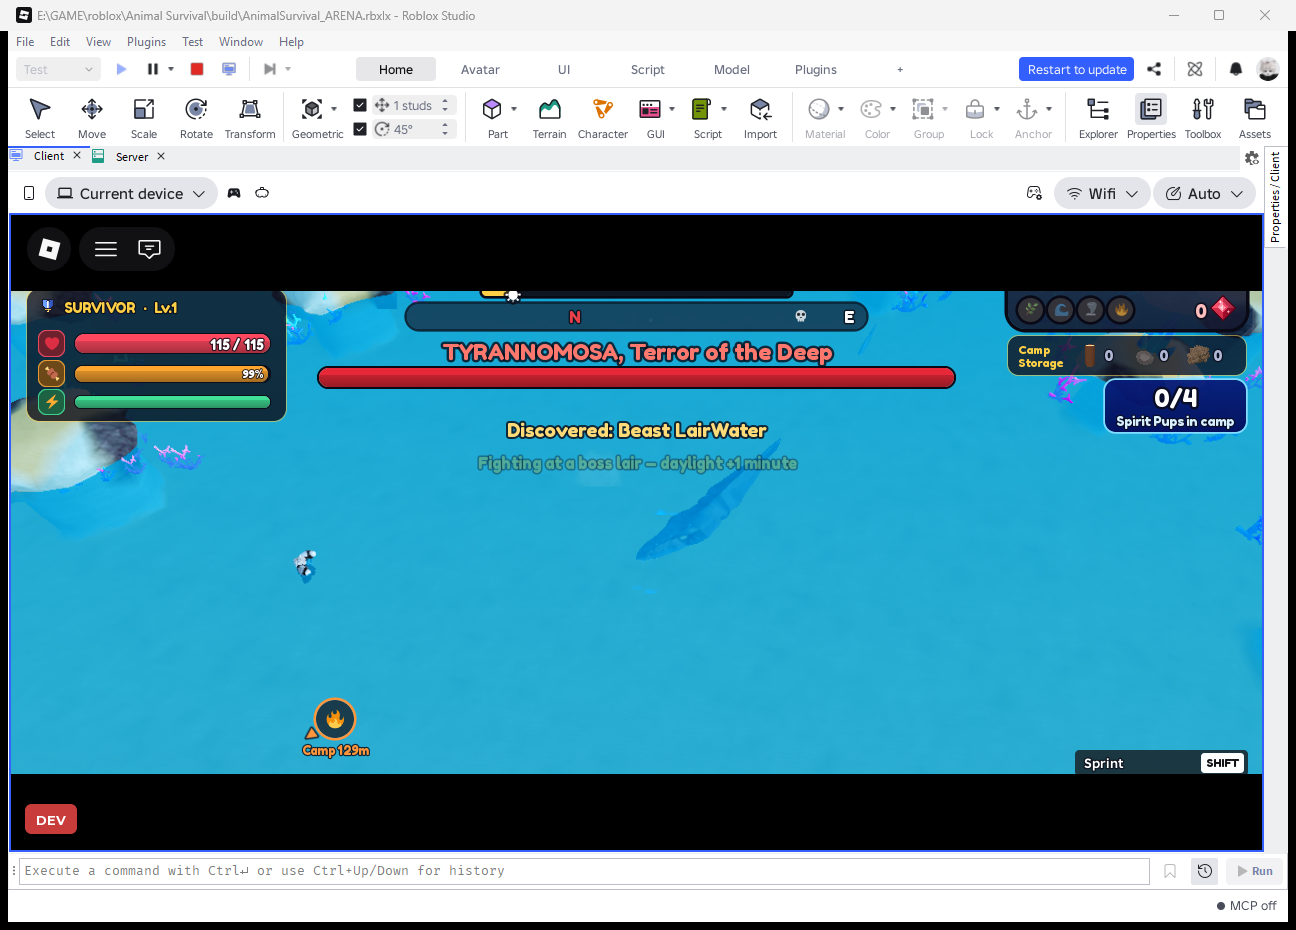 E:\GAME\roblox\Animal Survival\build\AnimalSurvival_ARENA.rbxlx - Roblox Studio
File Edit View Plugins Test Window Help
Test Home Avatar UI Script Model Plugins + Restart to update
1 studs
45°
Select Move Scale Rotate Transform Geometric Part Terrain Character GUI Script Import Material Color Group Lock Anchor Explorer Properties Toolbox Assets
Client Server
Properties / Client
Current device Wifi Auto
SURVIVOR · Lv.1
115 / 115
99%
N E
TYRANNOMOSA, Terror of the Deep
0
Camp Storage 0 0 0
0/4
Spirit Pups in camp
Discovered: Beast LairWater
Fighting at a boss lair – daylight +1 minute
Camp 129m
Sprint SHIFT
DEV
Execute a command with Ctrl↵ or use Ctrl+Up/Down for history
Run
MCP off